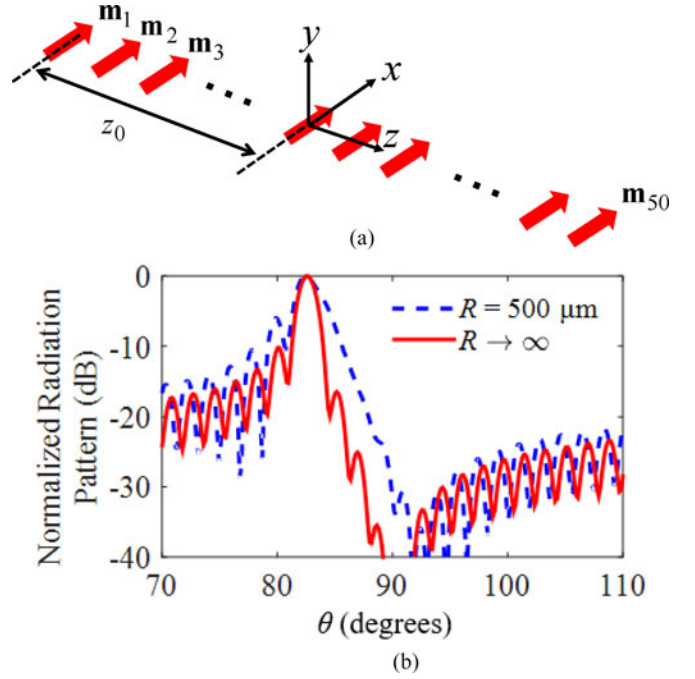 m1 m2 m3
y
x
z0
z
m50
(a)
Normalized Radiation
Pattern (dB)
0
-10
-20
-30
-40
R = 500 μm
R → ∞
70 80 90 100 110
θ (degrees)
(b)